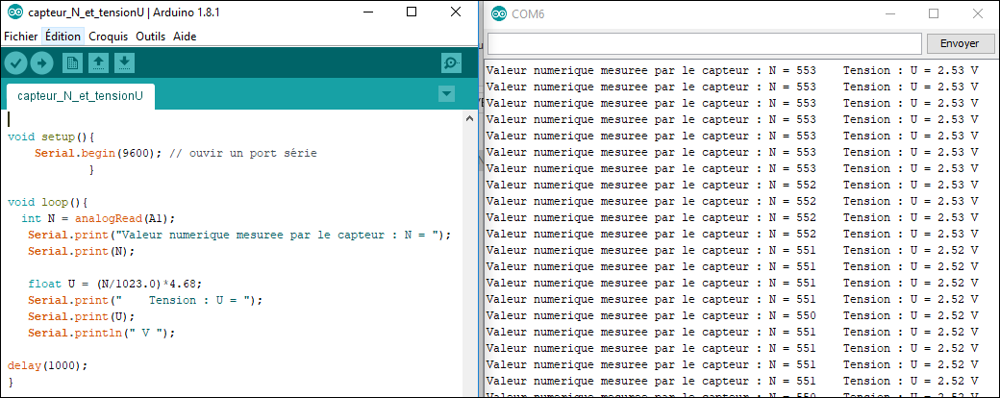 capteur_N_et_tensionU | Arduino 1.8.1
Fichier Édition Croquis Outils Aide
capteur_N_et_tensionU
void setup(){
Serial.begin(9600); // ouvir un port série
}
void loop(){
int N = analogRead(A1);
Serial.print("Valeur numerique mesuree par le capteur : N = ");
Serial.print(N);
float U = (N/1023.0)*4.68;
Serial.print("    Tension : U = ");
Serial.print(U);
Serial.println(" V ");
delay(1000);
}
COM6
Envoyer
Valeur numerique mesuree par le capteur : N = 553    Tension : U = 2.53 V
Valeur numerique mesuree par le capteur : N = 553    Tension : U = 2.53 V
Valeur numerique mesuree par le capteur : N = 553    Tension : U = 2.53 V
Valeur numerique mesuree par le capteur : N = 553    Tension : U = 2.53 V
Valeur numerique mesuree par le capteur : N = 553    Tension : U = 2.53 V
Valeur numerique mesuree par le capteur : N = 553    Tension : U = 2.53 V
Valeur numerique mesuree par le capteur : N = 553    Tension : U = 2.53 V
Valeur numerique mesuree par le capteur : N = 552    Tension : U = 2.53 V
Valeur numerique mesuree par le capteur : N = 552    Tension : U = 2.53 V
Valeur numerique mesuree par le capteur : N = 552    Tension : U = 2.53 V
Valeur numerique mesuree par le capteur : N = 552    Tension : U = 2.53 V
Valeur numerique mesuree par le capteur : N = 551    Tension : U = 2.52 V
Valeur numerique mesuree par le capteur : N = 551    Tension : U = 2.52 V
Valeur numerique mesuree par le capteur : N = 551    Tension : U = 2.52 V
Valeur numerique mesuree par le capteur : N = 551    Tension : U = 2.52 V
Valeur numerique mesuree par le capteur : N = 550    Tension : U = 2.52 V
Valeur numerique mesuree par le capteur : N = 551    Tension : U = 2.52 V
Valeur numerique mesuree par le capteur : N = 551    Tension : U = 2.52 V
Valeur numerique mesuree par le capteur : N = 551    Tension : U = 2.52 V
Valeur numerique mesuree par le capteur : N = 551    Tension : U = 2.52 V
Valeur numerique mesuree par le capteur : N = 550    Tension : U = 2.52 V